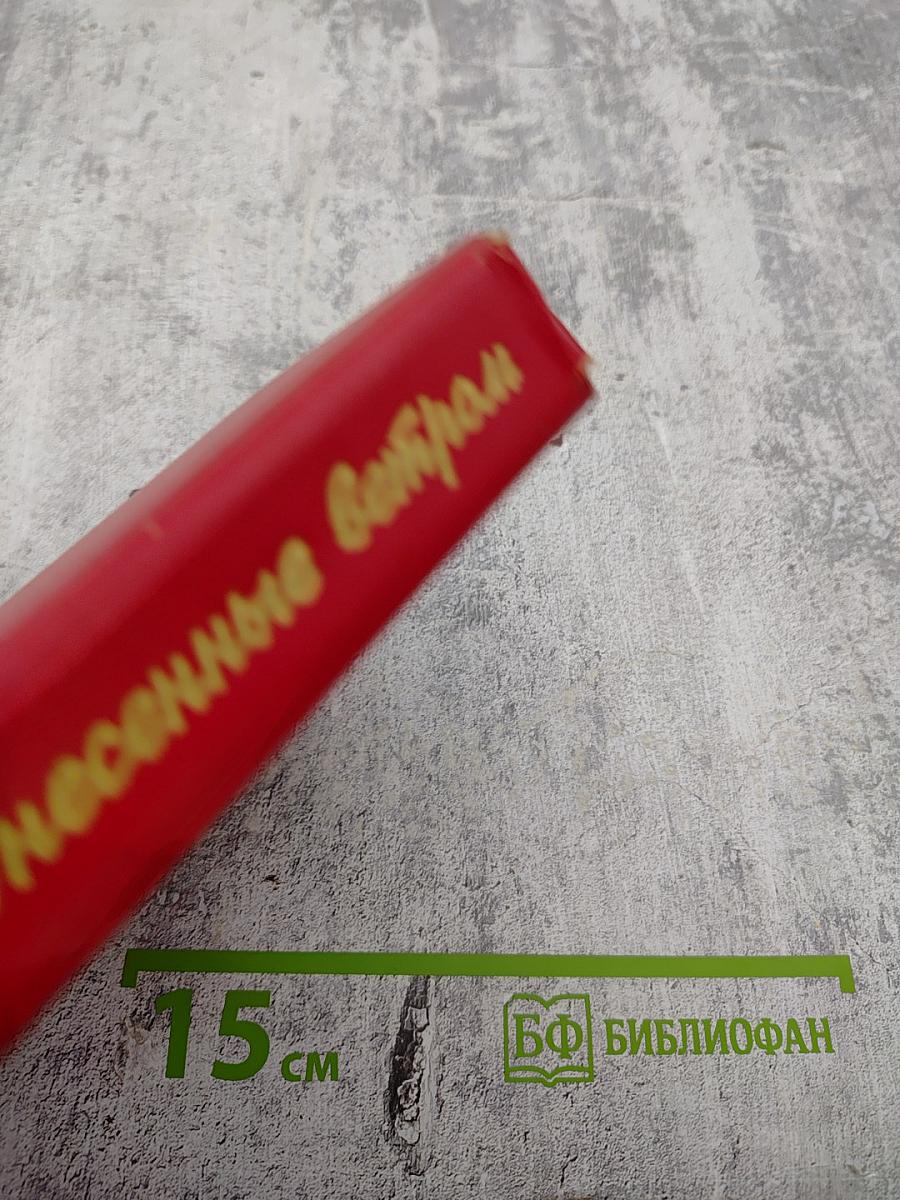 несенные ветром
15 см
БФ БИБЛИОФАН